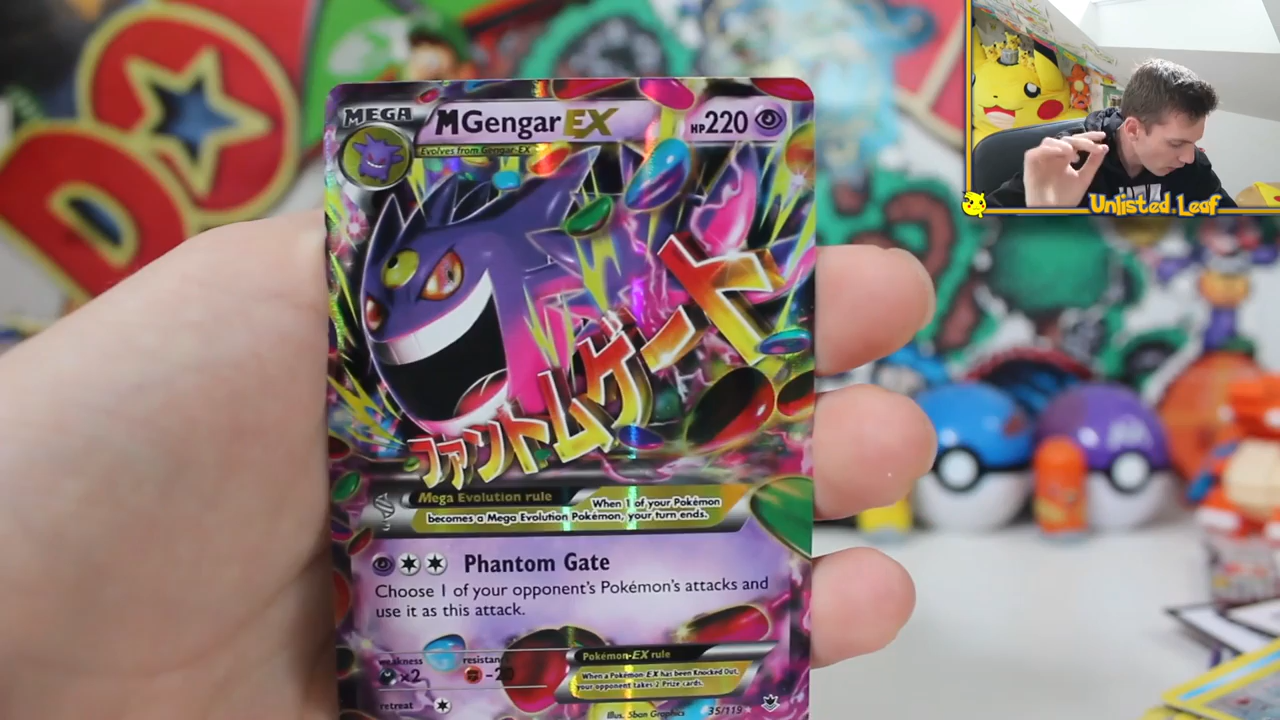 MEGA
M Gengar EX
HP220
Evolves from Gengar-EX
Unlisted Leaf
ファントムゲート
Mega Evolution rule
When 1 of your Pokémon
becomes a Mega Evolution Pokémon, your turn ends.
Phantom Gate
Choose 1 of your opponent's Pokémon's attacks and
use it as this attack.
weakness
×2
resistan
-20
Pokémon-EX rule
When a Pokémon-EX has been Knocked Out,
your opponent takes 2 Prize cards.
retreat
Illus. 5ban Graphics
35/119